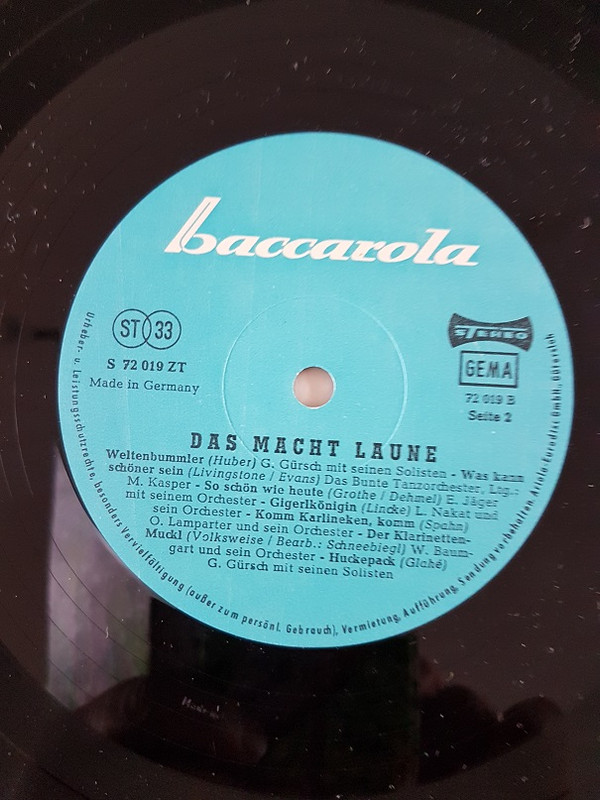 baccarola
ST 33
S 72 019 ZT
Made in Germany
STEREO
GEMA
72 019 B
Seite 2
DAS MACHT LAUNE
Weltenbummler (Huber) G. Gürsch mit seinen Solisten - Was kann
schöner sein (Livingstone / Evans) Das Bunte Tanzorchester, Ltg.:
M. Kasper - So schön wie heute (Grothe / Dehmel) E. Jäger
mit seinem Orchester - Gigerlkönigin (Lincke) L. Nakat und
sein Orchester - Komm Karlineken, komm (Spahn)
O. Lamparter und sein Orchester - Der Klarinetten-
Muckl (Volksweise / Bearb.: Schneebiegl) W. Baum-
gart und sein Orchester - Huckepack (Glahé)
G. Gürsch mit seinen Solisten
Urheber- u. Leistungsschutzrechte, besonders Vervielfältigung (außer zum persönl. Gebrauch), Vermietung, Aufführung, Sendung vorbehalten. Ariola-Eurodisc GmbH., Gütersloh